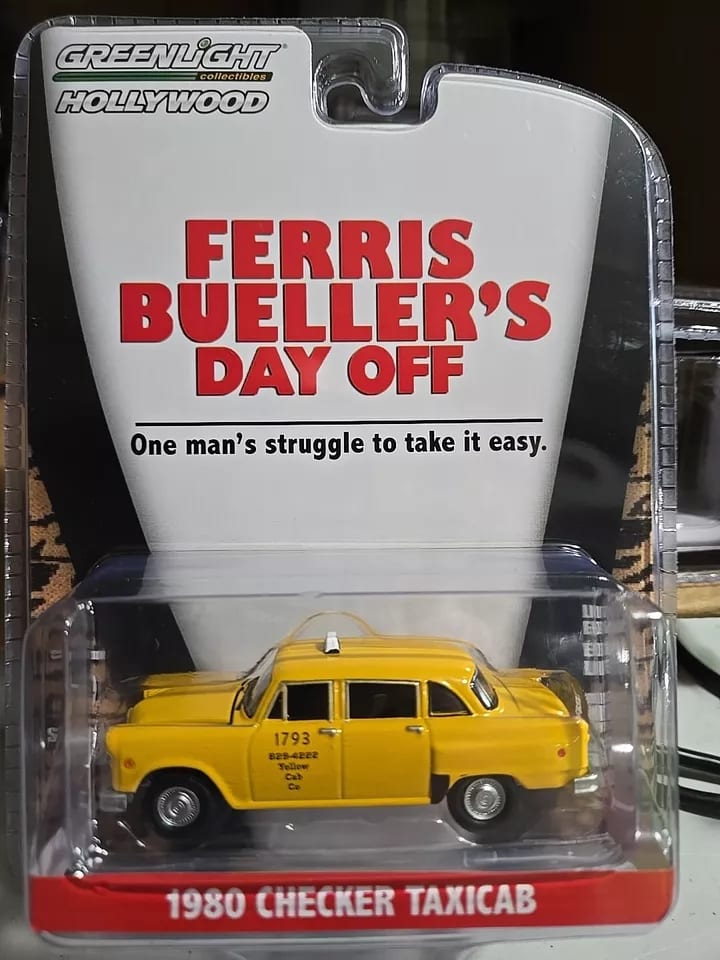 GREENLIGHT
collectibles
HOLLYWOOD
FERRIS
BUELLER'S
DAY OFF
One man's struggle to take it easy.
1793
829-4222
Yellow
Cab
Co
1980 CHECKER TAXICAB